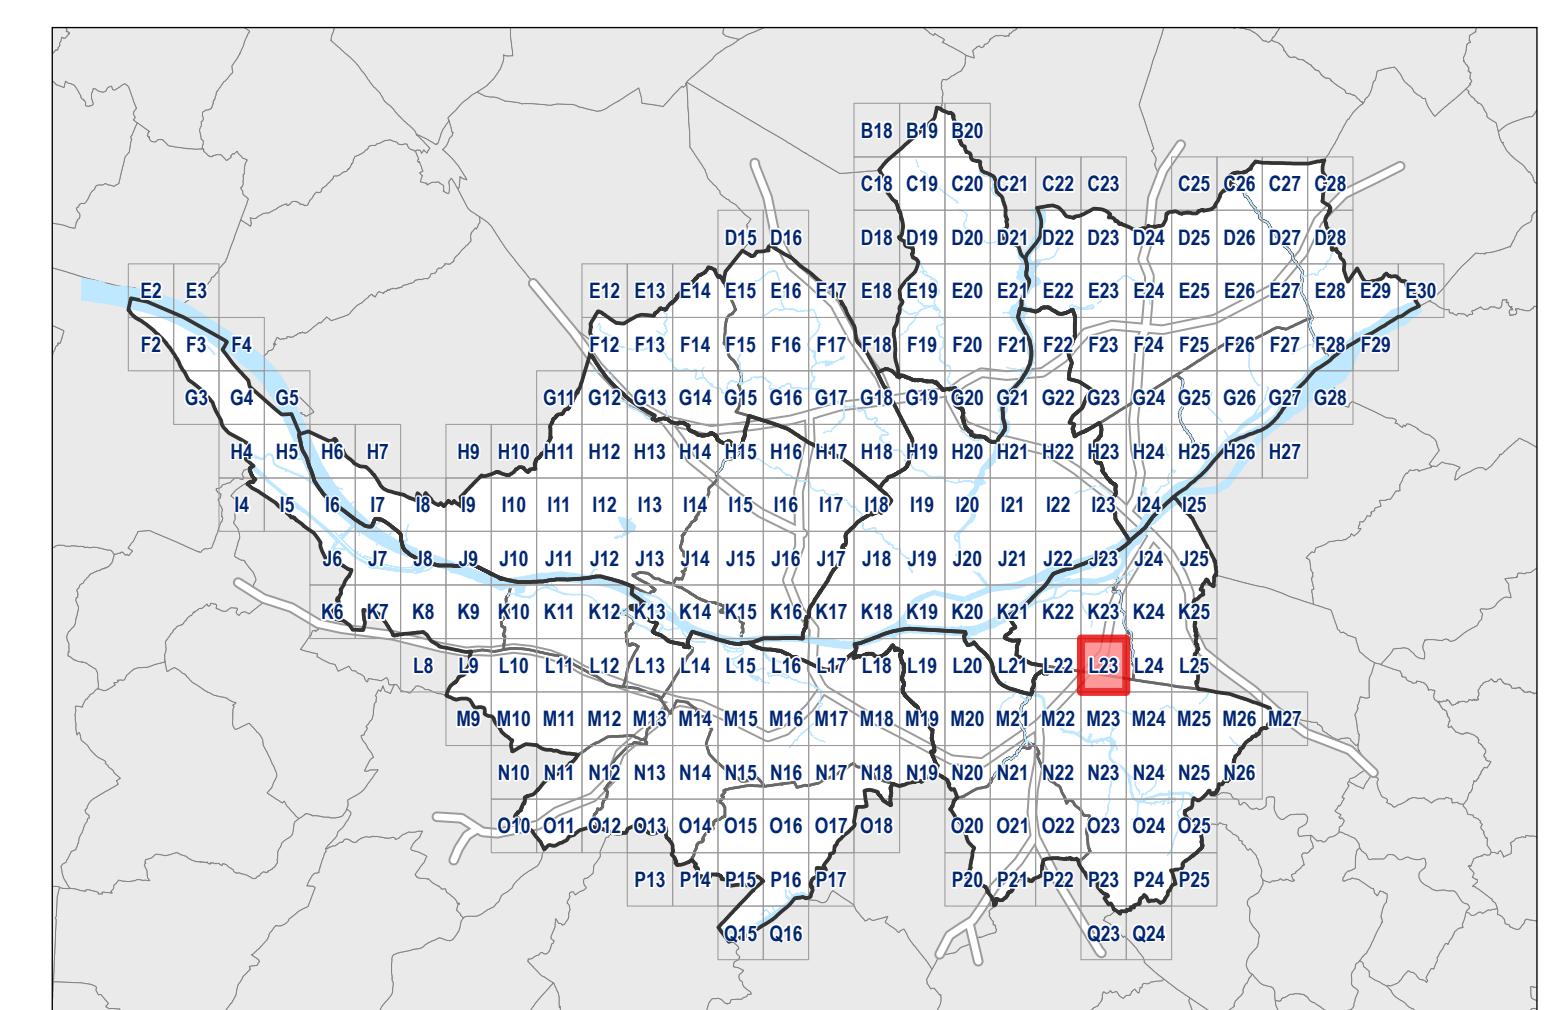 B18 B19 B20
C18 C19 C20 C21 C22 C23 C25 C26 C27 C28
D15 D16 D18 D19 D20 D21 D22 D23 D24 D25 D26 D27 D28
E2 E3 E12 E13 E14 E15 E16 E17 E18 E19 E20 E21 E22 E23 E24 E25 E26 E27 E28 E29 E30
F2 F3 F4 F12 F13 F14 F15 F16 F17 F18 F19 F20 F21 F22 F23 F24 F25 F26 F27 F28 F29
G3 G4 G5 G11 G12 G13 G14 G15 G16 G17 G18 G19 G20 G21 G22 G23 G24 G25 G26 G27 G28
H4 H5 H6 H7 H9 H10 H11 H12 H13 H14 H15 H16 H17 H18 H19 H20 H21 H22 H23 H24 H25 H26 H27
I4 I5 I6 I7 I8 I9 I10 I11 I12 I13 I14 I15 I16 I17 I18 I19 I20 I21 I22 I23 I24 I25
J6 J7 J8 J9 J10 J11 J12 J13 J14 J15 J16 J17 J18 J19 J20 J21 J22 J23 J24 J25
K6 K7 K8 K9 K10 K11 K12 K13 K14 K15 K16 K17 K18 K19 K20 K21 K22 K23 K24 K25
L8 L9 L10 L11 L12 L13 L14 L15 L16 L17 L18 L19 L20 L21 L22 L23 L24 L25
M9 M10 M11 M12 M13 M14 M15 M16 M17 M18 M19 M20 M21 M22 M23 M24 M25 M26 M27
N10 N11 N12 N13 N14 N15 N16 N17 N18 N19 N20 N21 N22 N23 N24 N25 N26
O10 O11 O12 O13 O14 O15 O16 O17 O18 O20 O21 O22 O23 O24 O25
P13 P14 P15 P16 P17 P20 P21 P22 P23 P24 P25
Q15 Q16 Q23 Q24